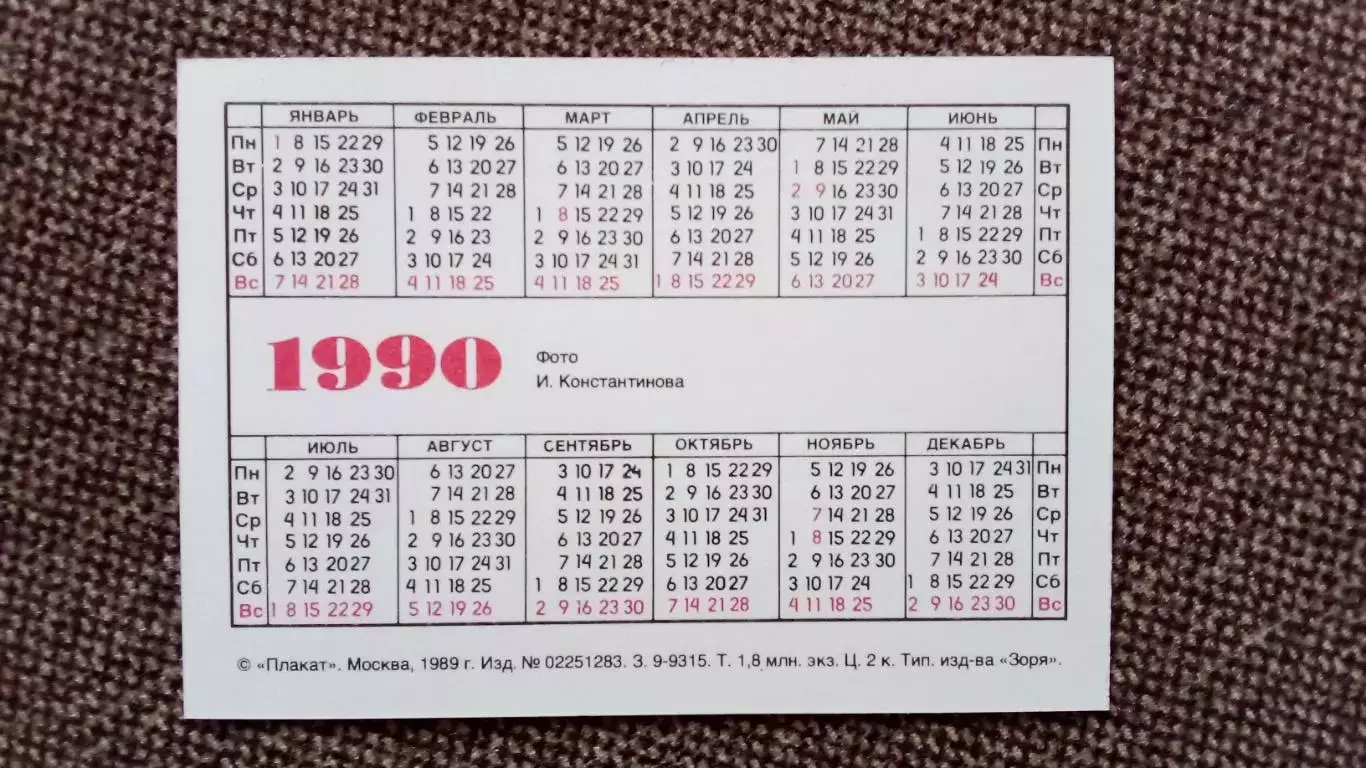 ЯНВАРЬ ФЕВРАЛЬ МАРТ АПРЕЛЬ МАЙ ИЮНЬ
Пн 1 8 15 22 29 5 12 19 26 5 12 19 26 2 9 16 23 30 7 14 21 28 4 11 18 25 Пн
Вт 2 9 16 23 30 6 13 20 27 6 13 20 27 3 10 17 24 1 8 15 22 29 5 12 19 26 Вт
Ср 3 10 17 24 31 7 14 21 28 7 14 21 28 4 11 18 25 2 9 16 23 30 6 13 20 27 Ср
Чт 4 11 18 25 1 8 15 22 1 8 15 22 29 5 12 19 26 3 10 17 24 31 7 14 21 28 Чт
Пт 5 12 19 26 2 9 16 23 2 9 16 23 30 6 13 20 27 4 11 18 25 1 8 15 22 29 Пт
Сб 6 13 20 27 3 10 17 24 3 10 17 24 31 7 14 21 28 5 12 19 26 2 9 16 23 30 Сб
Вс 7 14 21 28 4 11 18 25 4 11 18 25 1 8 15 22 29 6 13 20 27 3 10 17 24 Вс
1990
Фото
И. Константинова
ИЮЛЬ АВГУСТ СЕНТЯБРЬ ОКТЯБРЬ НОЯБРЬ ДЕКАБРЬ
Пн 2 9 16 23 30 6 13 20 27 3 10 17 24 1 8 15 22 29 5 12 19 26 3 10 17 24 31 Пн
Вт 3 10 17 24 31 7 14 21 28 4 11 18 25 2 9 16 23 30 6 13 20 27 4 11 18 25 Вт
Ср 4 11 18 25 1 8 15 22 29 5 12 19 26 3 10 17 24 31 7 14 21 28 5 12 19 26 Ср
Чт 5 12 19 26 2 9 16 23 30 6 13 20 27 4 11 18 25 1 8 15 22 29 6 13 20 27 Чт
Пт 6 13 20 27 3 10 17 24 31 7 14 21 28 5 12 19 26 2 9 16 23 30 7 14 21 28 Пт
Сб 7 14 21 28 4 11 18 25 1 8 15 22 29 6 13 20 27 3 10 17 24 1 8 15 22 29 Сб
Вс 1 8 15 22 29 5 12 19 26 2 9 16 23 30 7 14 21 28 4 11 18 25 2 9 16 23 30 Вс
© «Плакат». Москва, 1989 г. Изд. № 02251283. З. 9-9315. Т. 1,8 млн. экз. Ц. 2 к. Тип. изд-ва «Зоря».